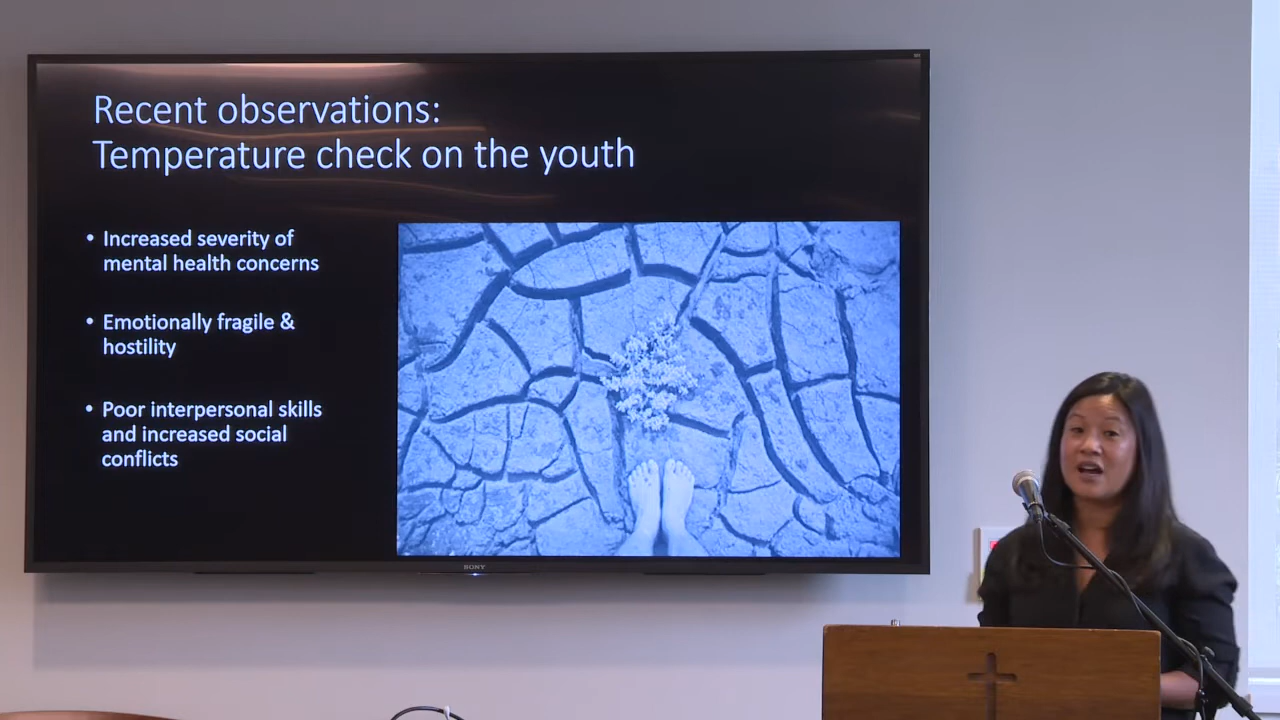 Recent observations:
Temperature check on the youth
• Increased severity of
mental health concerns
• Emotionally fragile &
hostility
• Poor interpersonal skills
and increased social
conflicts
SONY